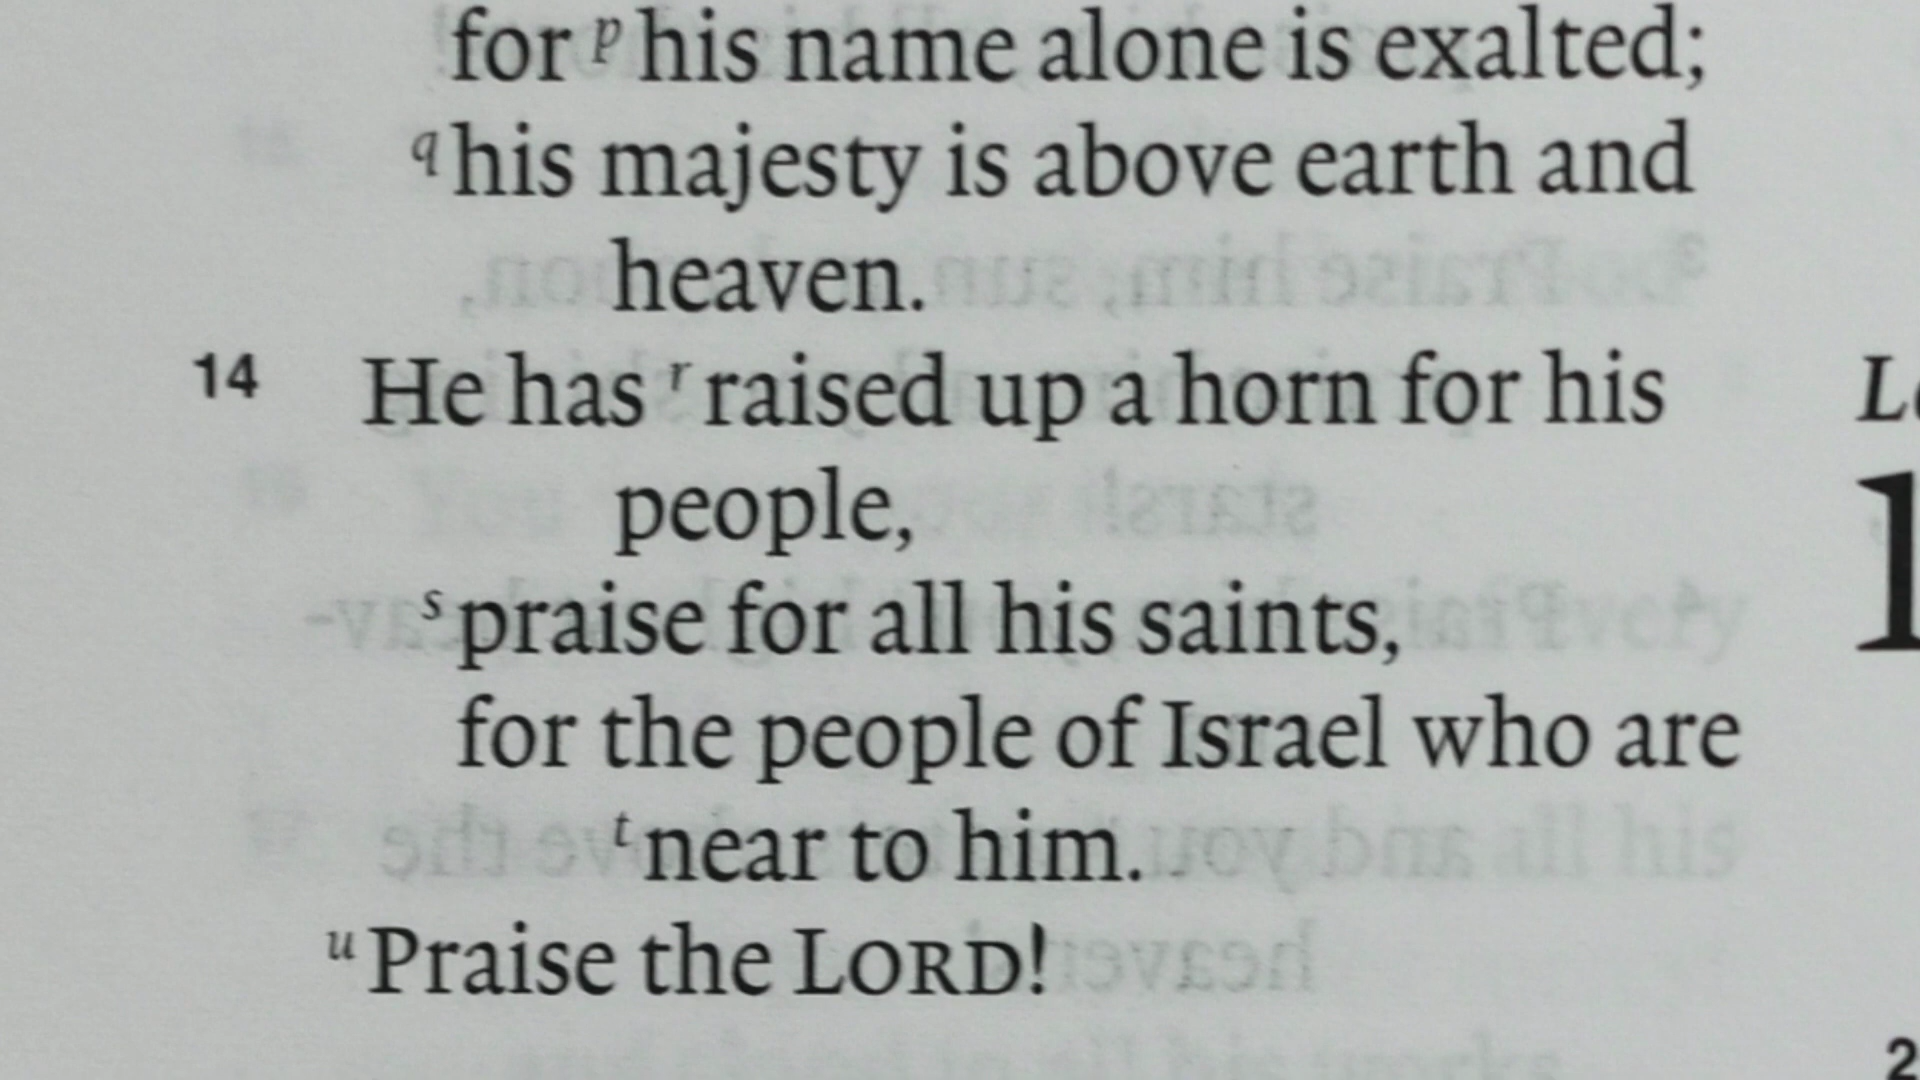 for p his name alone is exalted;
q his majesty is above earth and
heaven.
14 He has r raised up a horn for his
people,
s praise for all his saints,
for the people of Israel who are
t near to him.
u Praise the LORD!
2